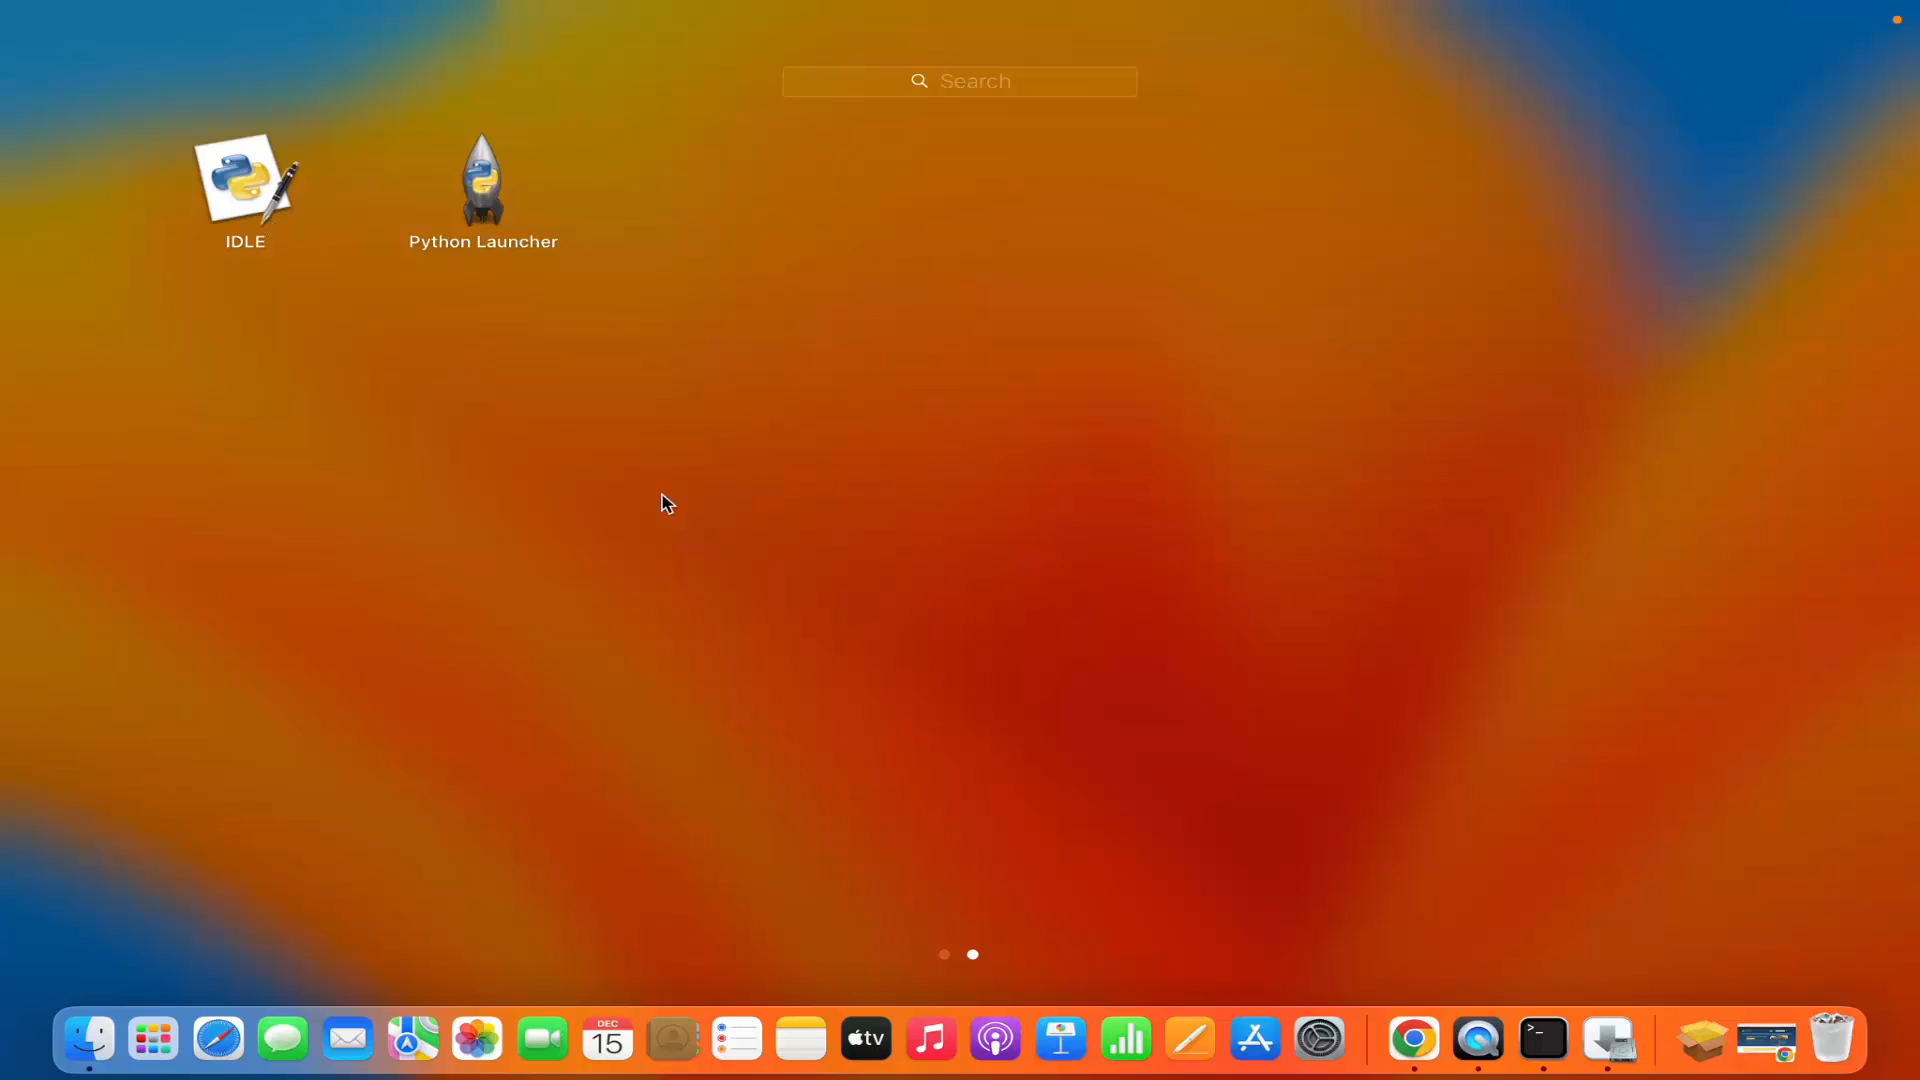 Search
IDLE
Python Launcher
DEC
15
tv
>_